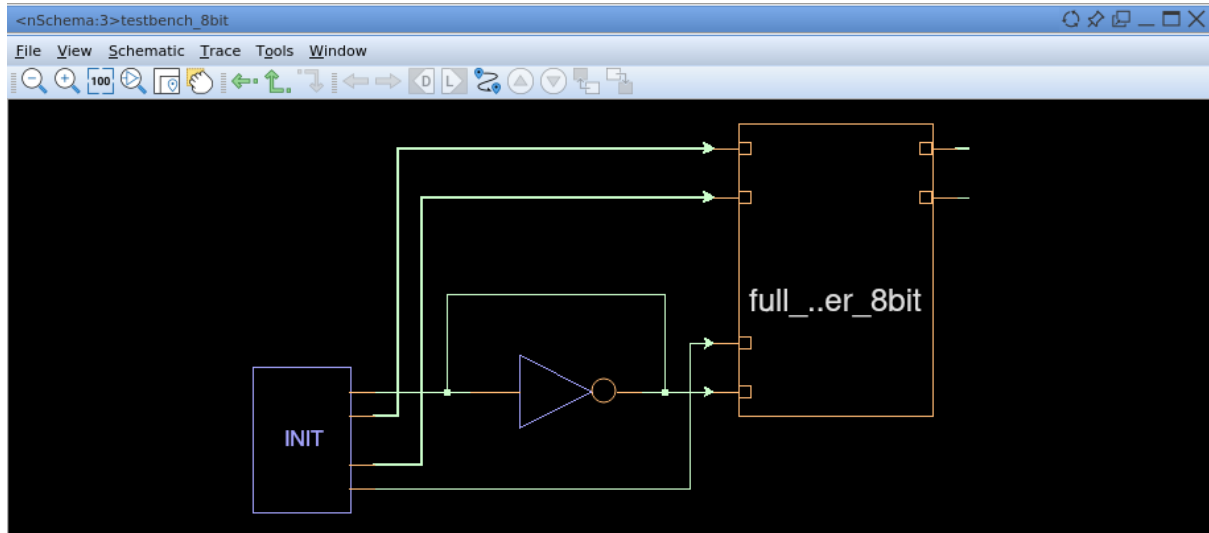 <nSchema:3>testbench_8bit
File View Schematic Trace Tools Window
100 D L
full_..er_8bit
INIT